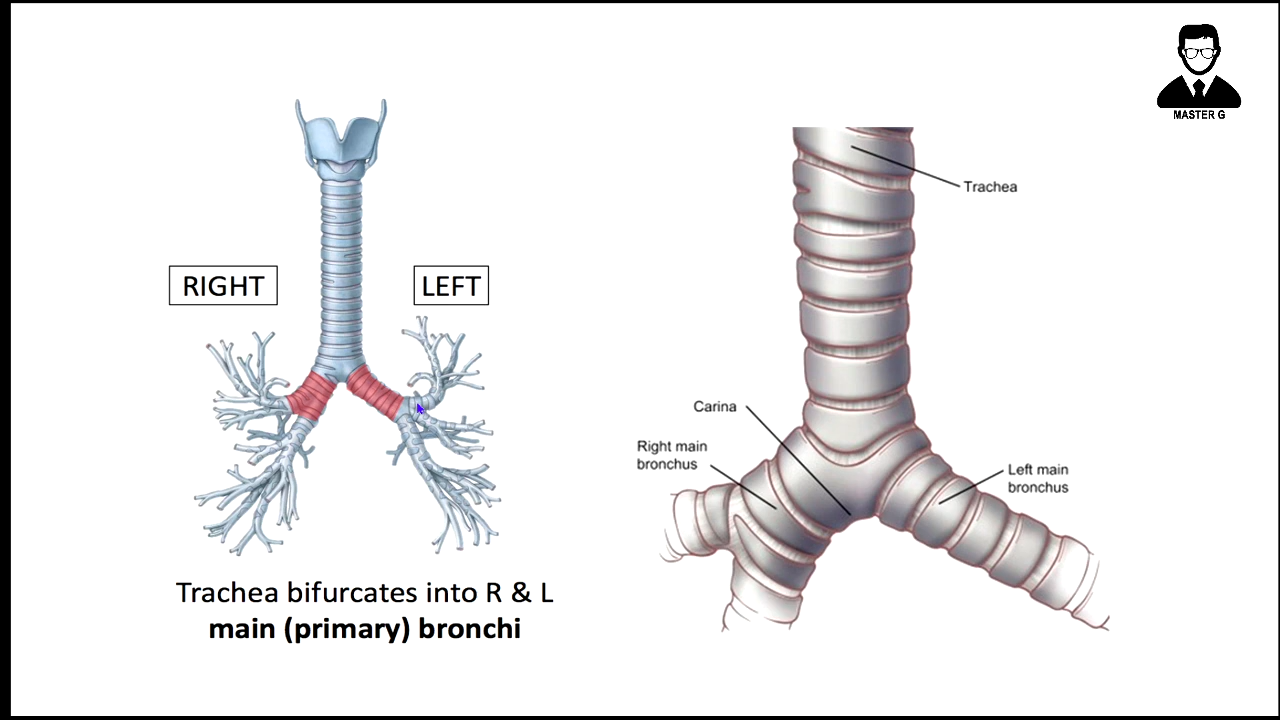 MASTER G
RIGHT
LEFT
Trachea bifurcates into R & L
main (primary) bronchi
Trachea
Carina
Right main
bronchus
Left main
bronchus